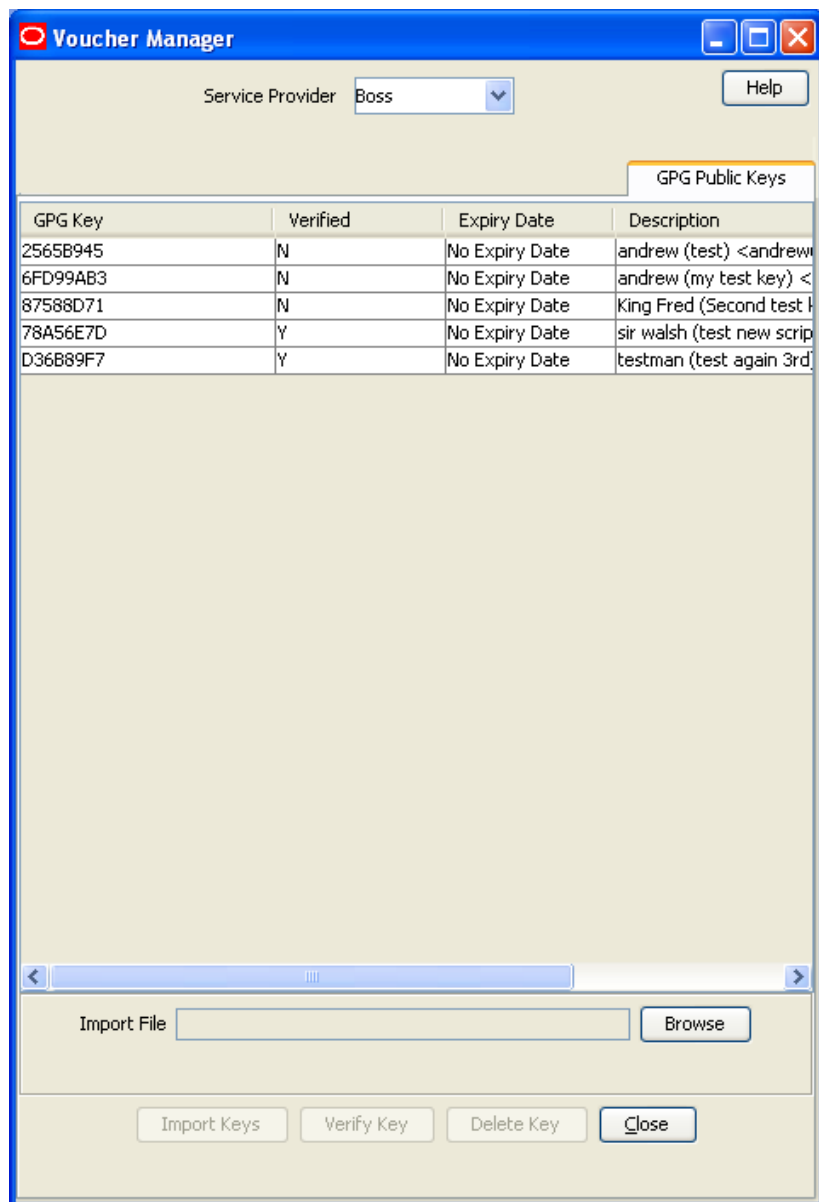 Voucher Manager
Service Provider Boss Help
GPG Public Keys
GPG Key Verified Expiry Date Description
2565B945 N No Expiry Date andrew (test) <andrew
6FD99AB3 N No Expiry Date andrew (my test key) <
87588D71 N No Expiry Date King Fred (Second test
78A56E7D Y No Expiry Date sir walsh (test new scrip
D36B89F7 Y No Expiry Date testman (test again 3rd)
Import File Browse
Import Keys Verify Key Delete Key Close